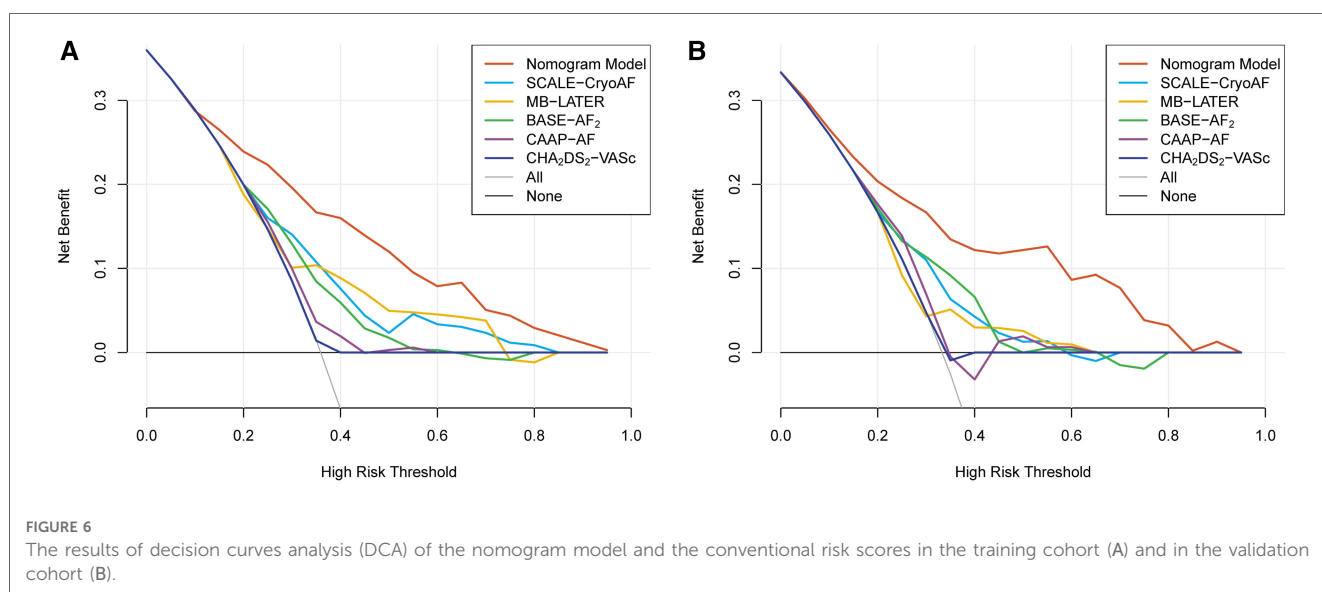 A
Nomogram Model
SCALE−CryoAF
MB−LATER
BASE−AF₂
CAAP−AF
CHA₂DS₂−VASc
All
None
Net Benefit
0.3
0.2
0.1
0.0
0.0 0.2 0.4 0.6 0.8 1.0
High Risk Threshold
B
Nomogram Model
SCALE−CryoAF
MB−LATER
BASE−AF₂
CAAP−AF
CHA₂DS₂−VASc
All
None
Net Benefit
0.3
0.2
0.1
0.0
0.0 0.2 0.4 0.6 0.8 1.0
High Risk Threshold
FIGURE 6
The results of decision curves analysis (DCA) of the nomogram model and the conventional risk scores in the training cohort (A) and in the validation
cohort (B).